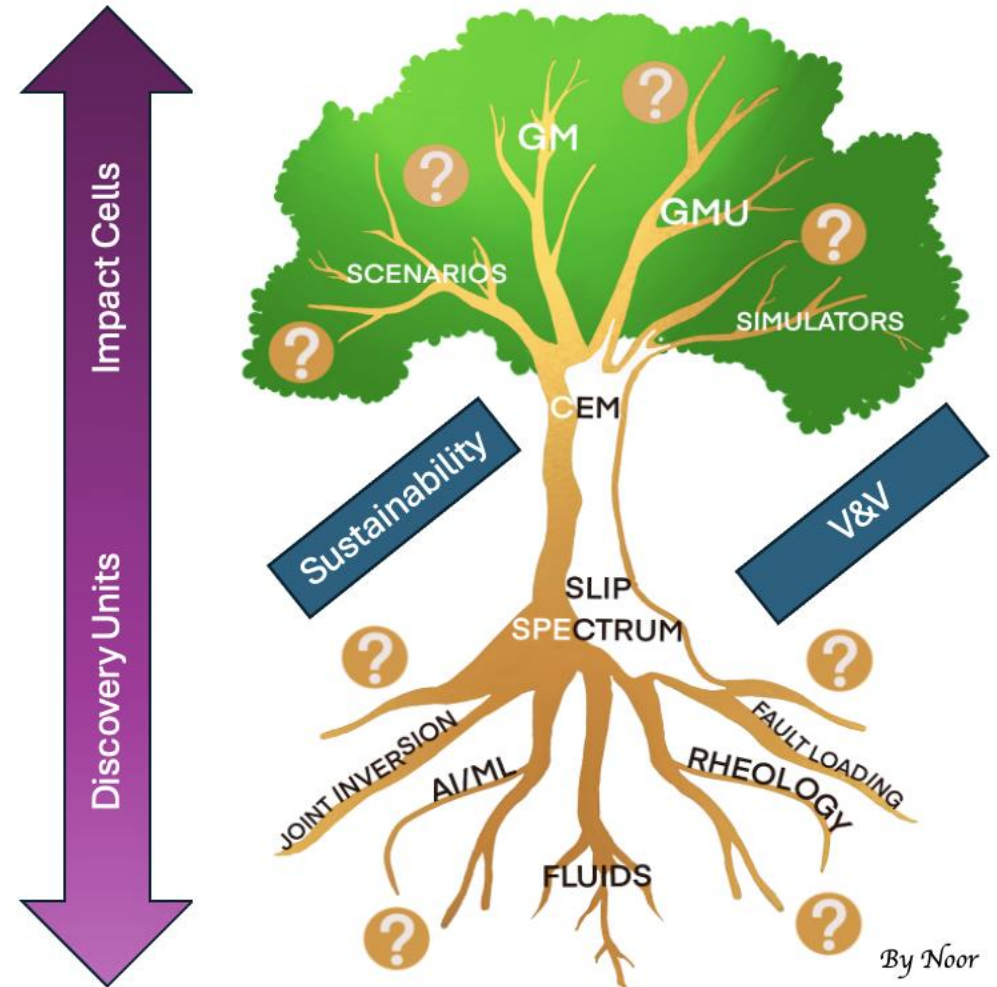 Impact Cells
Discovery Units
?
?
GM
GMU
?
SCENARIOS
?
SIMULATORS
CEM
Sustainability
V&V
SLIP
SPECTRUM
?
?
JOINT INVERSION
AI/ML
FLUIDS
RHEOLOGY
FAULT LOADING
?
?
By Noor